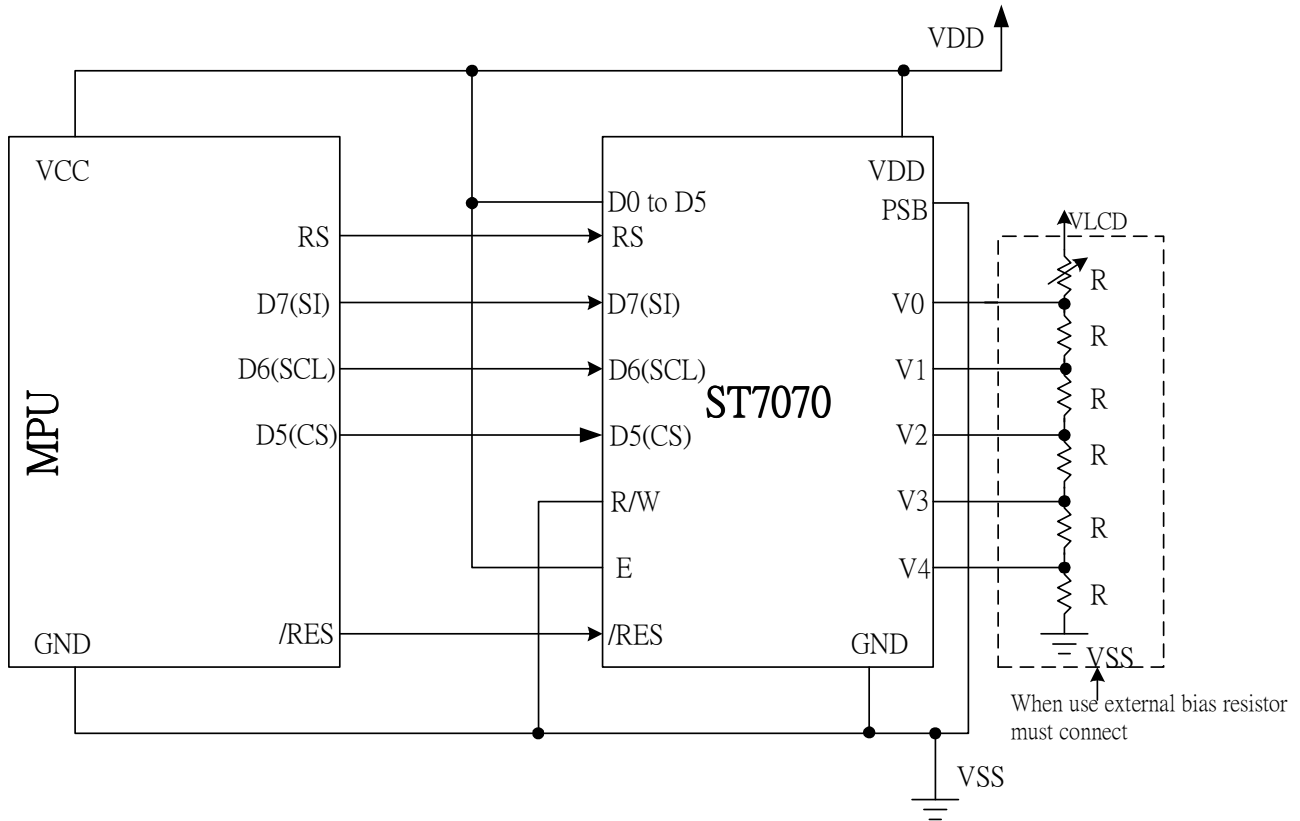 VDD
VCC
VDD
D0 to D5
PSB
RS
RS
VLCD
R
D7(SI)
D7(SI)
V0
R
D6(SCL)
D6(SCL)
V1
MPU
ST7070
R
D5(CS)
D5(CS)
V2
R
R/W
V3
R
E
V4
R
/RES
/RES
GND
GND
VSS
When use external bias resistor
must connect
VSS